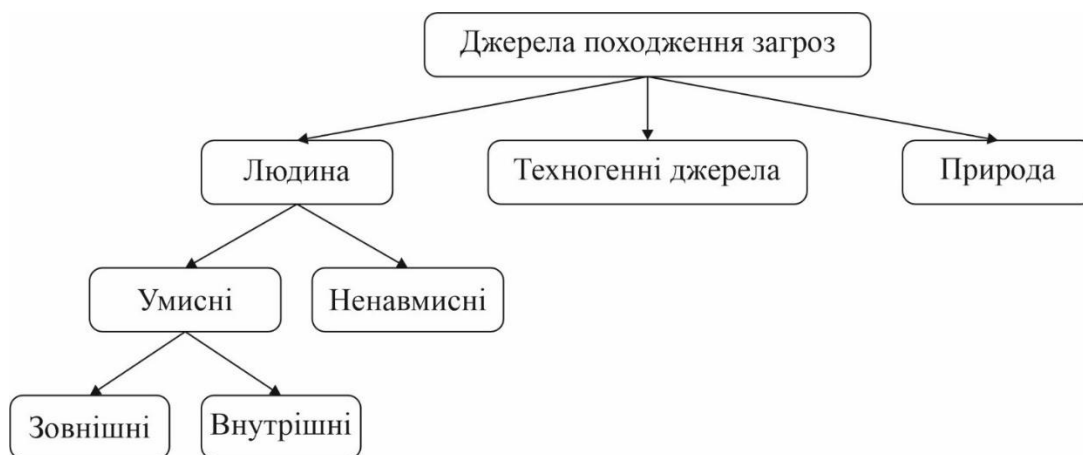 Джерела походження загроз
Людина
Техногенні джерела
Природа
Умисні
Ненавмисні
Зовнішні
Внутрішні